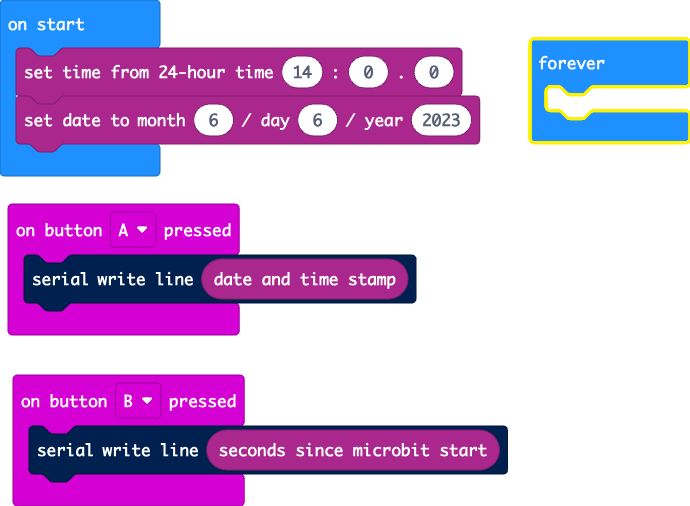 on start
set time from 24-hour time 14 : 0 . 0
set date to month 6 / day 6 / year 2023
forever
on button A pressed
serial write line date and time stamp
on button B pressed
serial write line seconds since microbit start